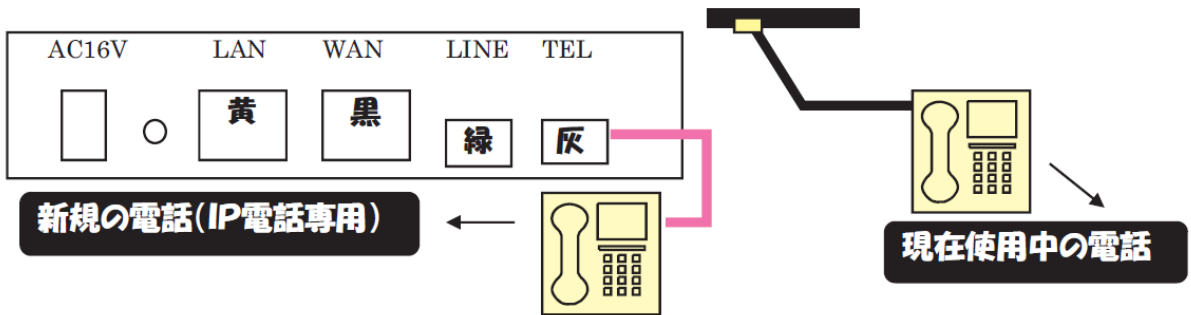 AC16V LAN WAN LINE TEL
黄 黒 緑 灰
新規の電話(IP電話専用)
現在使用中の電話